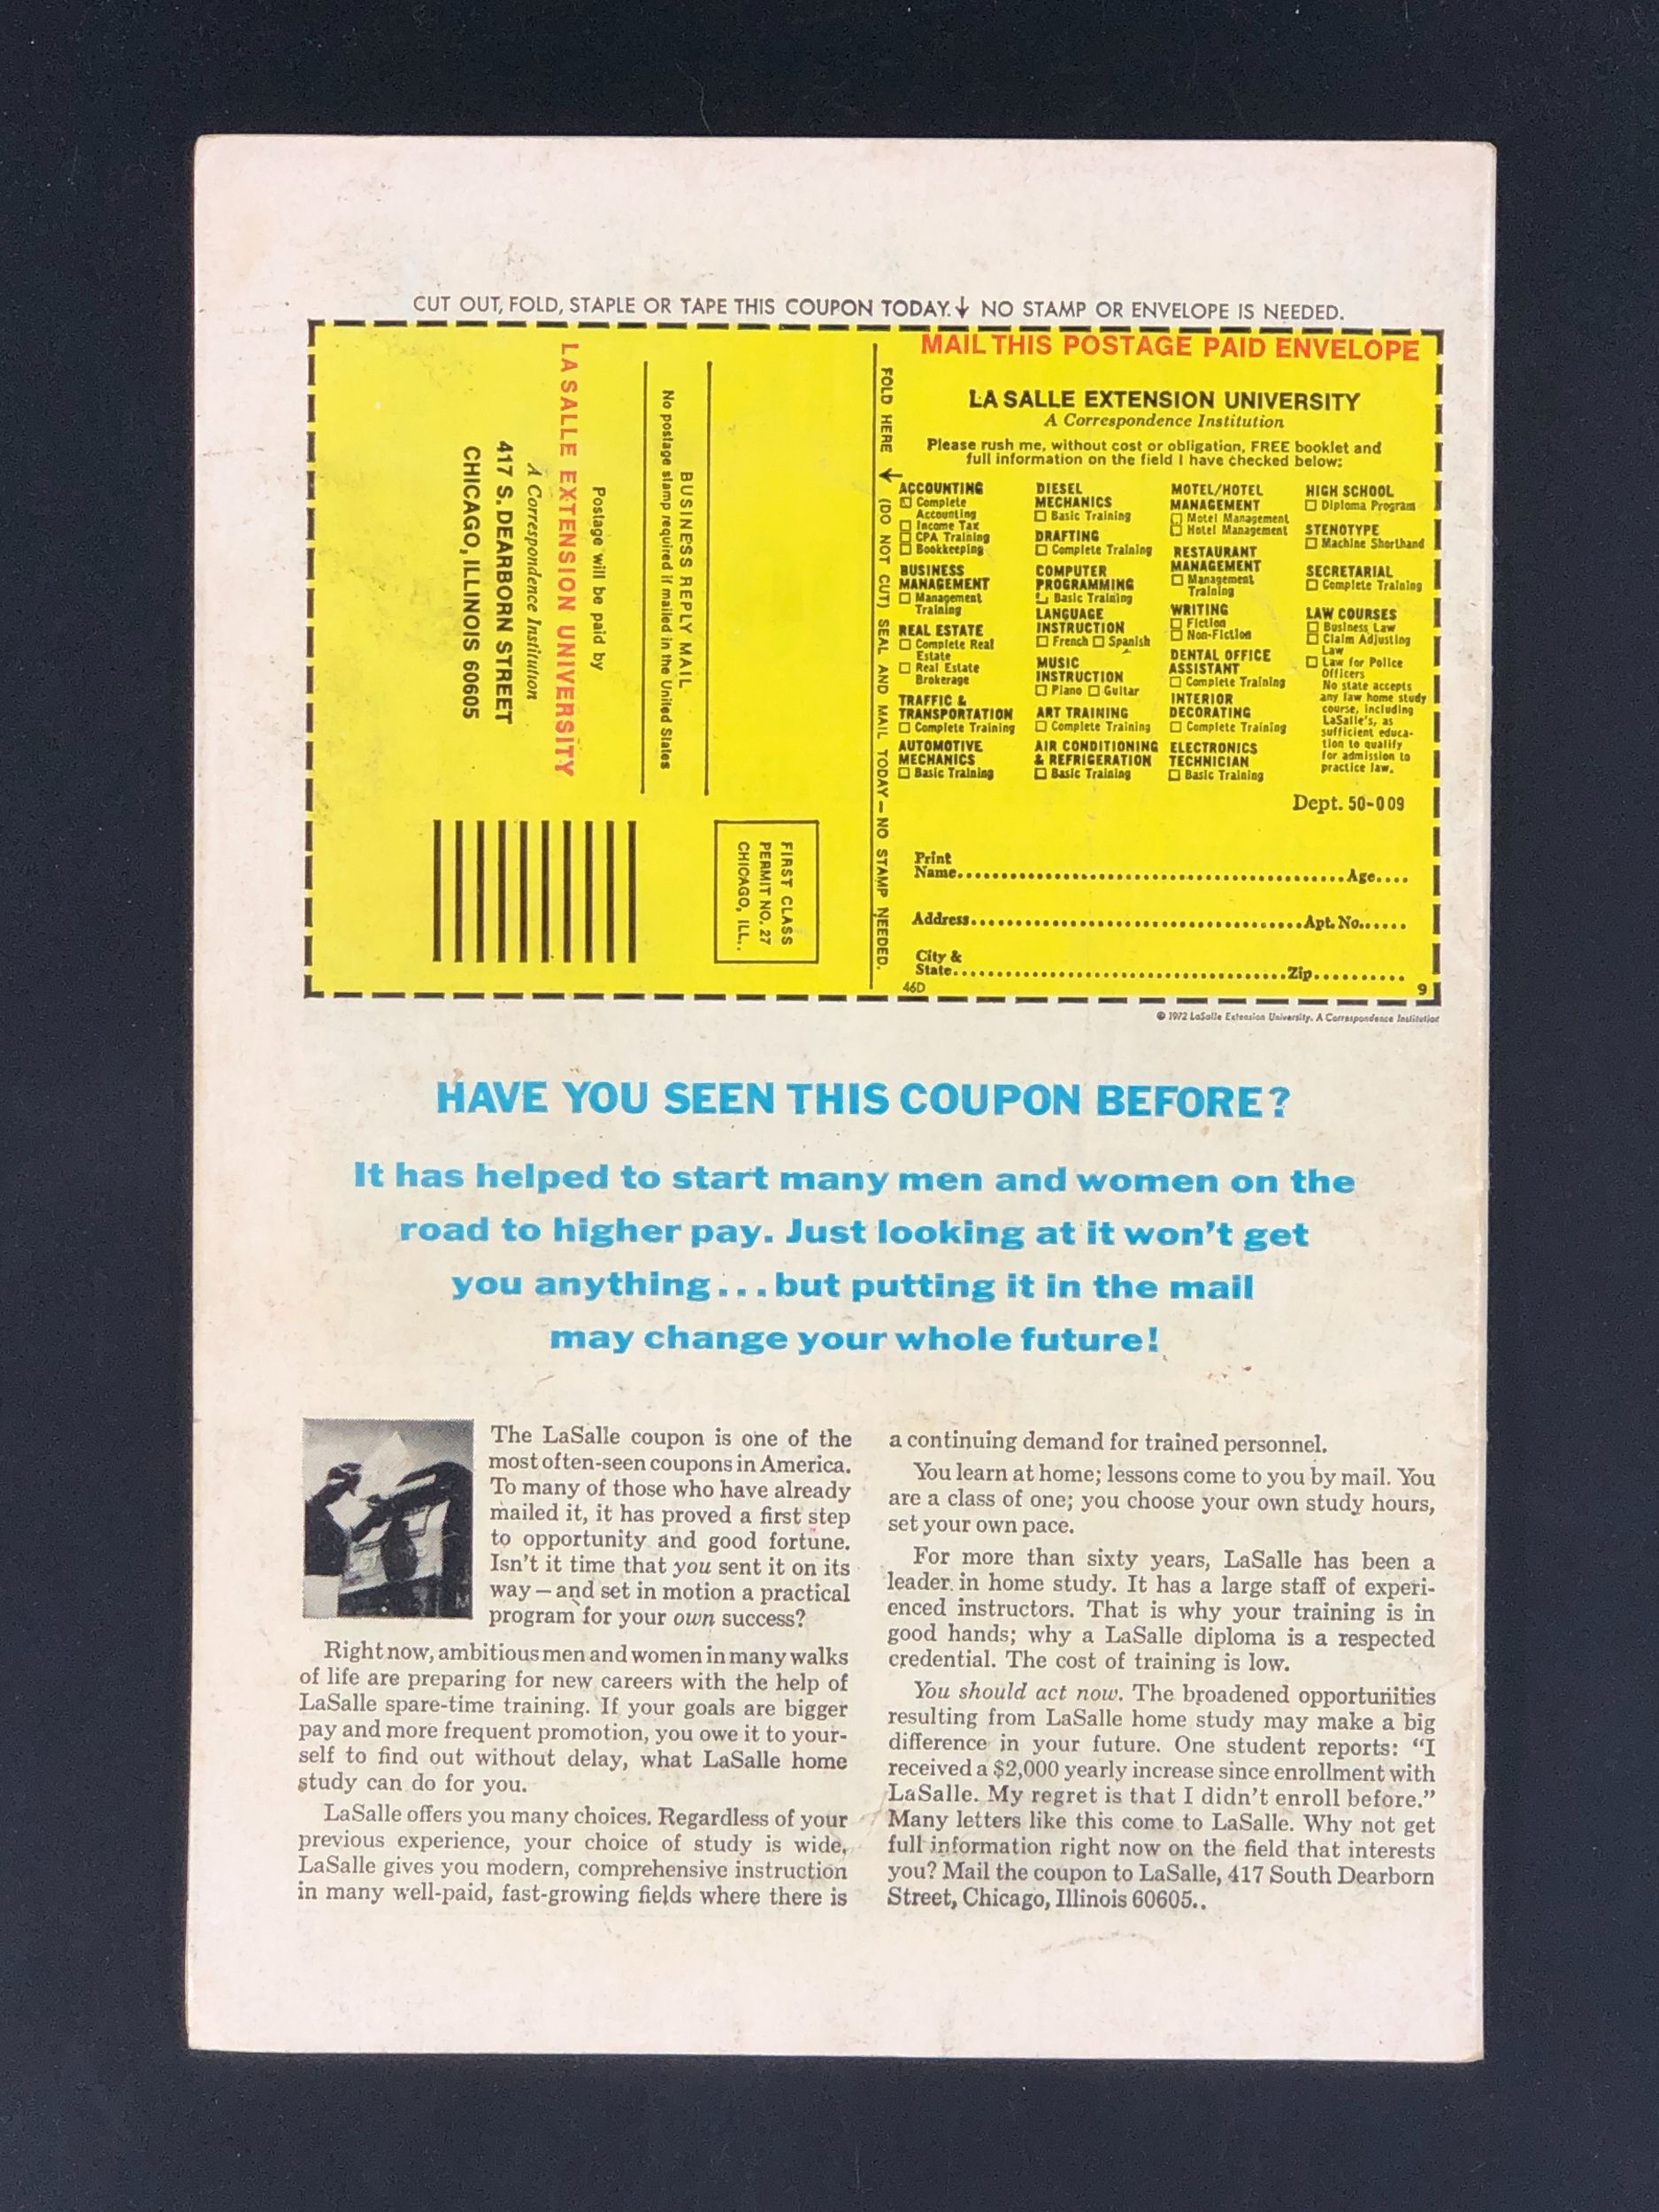 CUT OUT, FOLD, STAPLE OR TAPE THIS COUPON TODAY.↓ NO STAMP OR ENVELOPE IS NEEDED.
BUSINESS REPLY MAIL
No postage stamp required if mailed in the United States
Postage will be paid by
LA SALLE EXTENSION UNIVERSITY
A Correspondence Institution
417 S. DEARBORN STREET
CHICAGO, ILLINOIS 60605
FIRST CLASS
PERMIT NO. 27
CHICAGO, ILL..
FOLD HERE ↓ (DO NOT CUT) SEAL AND MAIL TODAY – NO STAMP NEEDED.
MAIL THIS POSTAGE PAID ENVELOPE
LA SALLE EXTENSION UNIVERSITY
A Correspondence Institution
Please rush me, without cost or obligation, FREE booklet and
full information on the field I have checked below:
ACCOUNTING
☐ Complete
Accounting
☐ Income Tax
☐ CPA Training
☐ Bookkeeping
BUSINESS
MANAGEMENT
☐ Management
Training
REAL ESTATE
☐ Complete Real
Estate
☐ Real Estate
Brokerage
TRAFFIC &
TRANSPORTATION
☐ Complete Training
AUTOMOTIVE
MECHANICS
☐ Basic Training
DIESEL
MECHANICS
☐ Basic Training
DRAFTING
☐ Complete Training
COMPUTER
PROGRAMMING
☐ Basic Training
LANGUAGE
INSTRUCTION
☐ French ☐ Spanish
MUSIC
INSTRUCTION
☐ Piano ☐ Guitar
ART TRAINING
☐ Complete Training
AIR CONDITIONING
& REFRIGERATION
☐ Basic Training
MOTEL/HOTEL
MANAGEMENT
☐ Motel Management
☐ Hotel Management
RESTAURANT
MANAGEMENT
☐ Management
Training
WRITING
☐ Fiction
☐ Non-Fiction
DENTAL OFFICE
ASSISTANT
☐ Complete Training
INTERIOR
DECORATING
☐ Complete Training
ELECTRONICS
TECHNICIAN
☐ Basic Training
HIGH SCHOOL
☐ Diploma Program
STENOTYPE
☐ Machine Shorthand
SECRETARIAL
☐ Complete Training
LAW COURSES
☐ Business Law
☐ Claim Adjusting
Law
☐ Law for Police
Officers
No state accepts
any law home study
course, including
LaSalle's, as
sufficient educa-
tion to qualify
for admission to
practice law.
Dept. 50-009
Print
Name............................................Age....
Address.......................................Apt. No......
City &
State.......................................Zip..........
46D 9
© 1972 LaSalle Extension University. A Correspondence Institution
HAVE YOU SEEN THIS COUPON BEFORE?
It has helped to start many men and women on the
road to higher pay. Just looking at it won't get
you anything...but putting it in the mail
may change your whole future!
The LaSalle coupon is one of the
most often-seen coupons in America.
To many of those who have already
mailed it, it has proved a first step
to opportunity and good fortune.
Isn't it time that you sent it on its
way—and set in motion a practical
program for your own success?
Right now, ambitious men and women in many walks
of life are preparing for new careers with the help of
LaSalle spare-time training. If your goals are bigger
pay and more frequent promotion, you owe it to your-
self to find out without delay, what LaSalle home
study can do for you.
LaSalle offers you many choices. Regardless of your
previous experience, your choice of study is wide,
LaSalle gives you modern, comprehensive instruction
in many well-paid, fast-growing fields where there is
a continuing demand for trained personnel.
You learn at home; lessons come to you by mail. You
are a class of one; you choose your own study hours,
set your own pace.
For more than sixty years, LaSalle has been a
leader in home study. It has a large staff of experi-
enced instructors. That is why your training is in
good hands; why a LaSalle diploma is a respected
credential. The cost of training is low.
You should act now. The broadened opportunities
resulting from LaSalle home study may make a big
difference in your future. One student reports: "I
received a $2,000 yearly increase since enrollment with
LaSalle. My regret is that I didn't enroll before."
Many letters like this come to LaSalle. Why not get
full information right now on the field that interests
you? Mail the coupon to LaSalle, 417 South Dearborn
Street, Chicago, Illinois 60605..